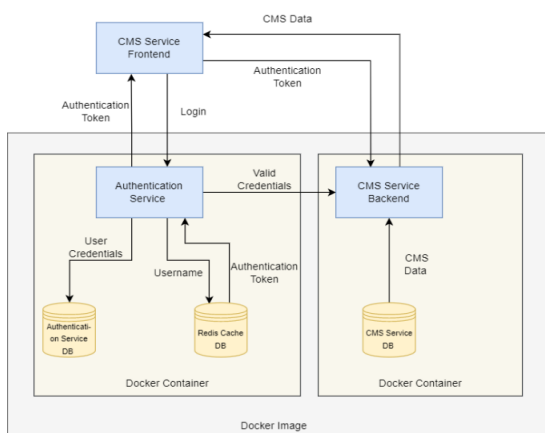 CMS Data
CMS Service
Frontend
Authentication
Token
Authentication
Token
Login
Authentication
Service
Valid
Credentials
CMS Service
Backend
User
Credentials
Username
Authentication
Token
CMS
Data
Authenticati-
on Service
DB
Redis Cache
DB
CMS Service
DB
Docker Container
Docker Container
Docker Image